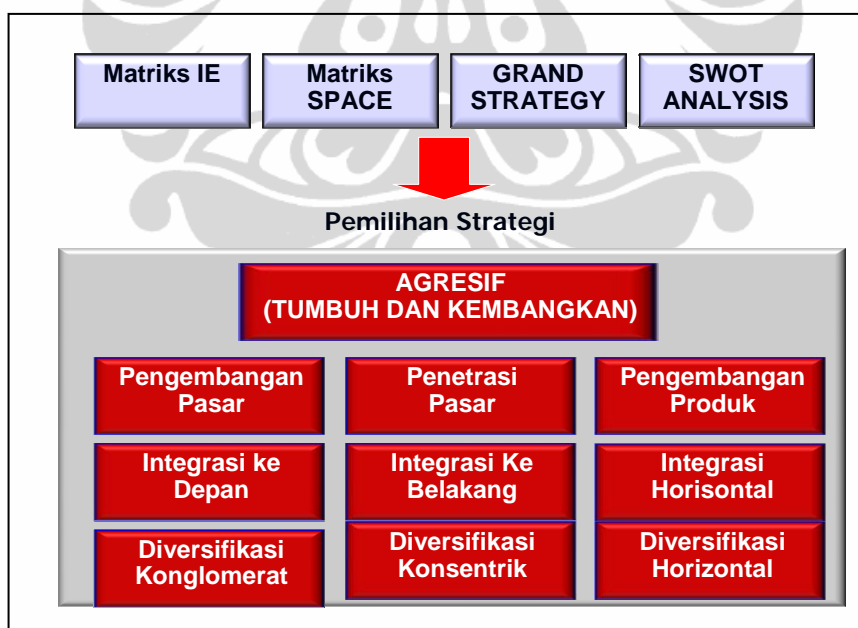 Matriks IE
Matriks
SPACE
GRAND
STRATEGY
SWOT
ANALYSIS
Pemilihan Strategi
AGRESIF
(TUMBUH DAN KEMBANGKAN)
Pengembangan
Pasar
Penetrasi
Pasar
Pengembangan
Produk
Integrasi ke
Depan
Integrasi Ke
Belakang
Integrasi
Horisontal
Diversifikasi
Konglomerat
Diversifikasi
Konsentrik
Diversifikasi
Horizontal